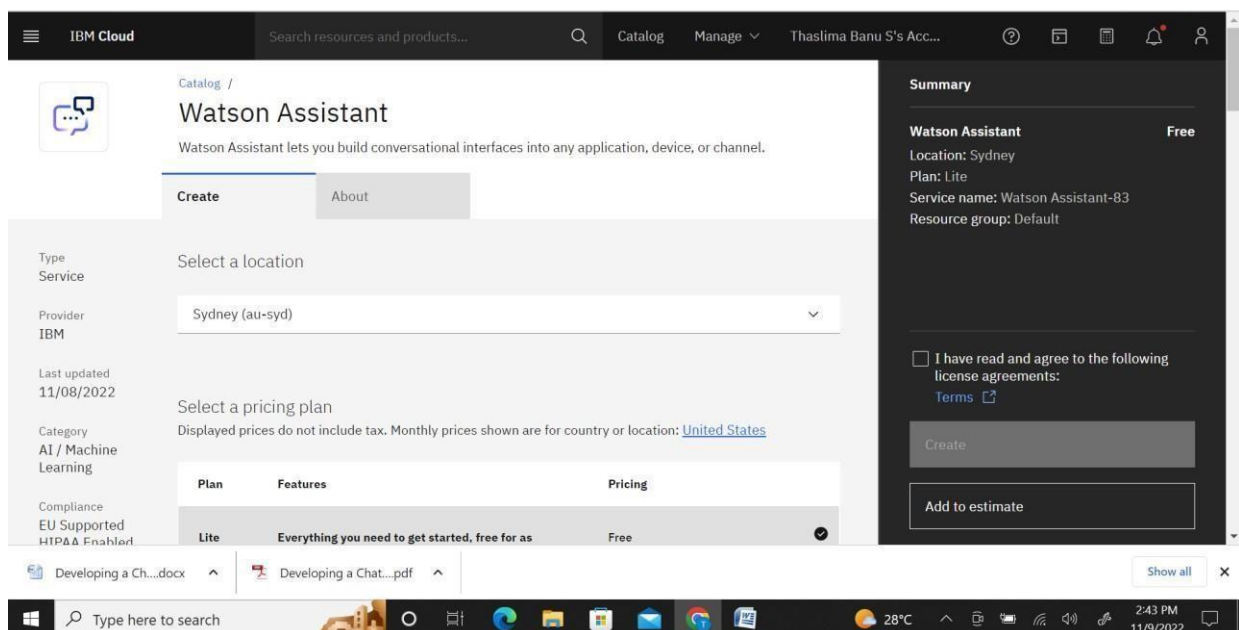 IBM Cloud
Search resources and products...
Catalog
Manage
Thaslima Banu S's Acc...
Catalog /
Watson Assistant
Watson Assistant lets you build conversational interfaces into any application, device, or channel.
Create
About
Type
Service
Provider
IBM
Last updated
11/08/2022
Category
AI / Machine
Learning
Compliance
EU Supported
HIPAA Enabled
Select a location
Sydney (au-syd)
Select a pricing plan
Displayed prices do not include tax. Monthly prices shown are for country or location: United States
Plan Features Pricing
Lite Everything you need to get started, free for as Free
Summary
Watson Assistant Free
Location: Sydney
Plan: Lite
Service name: Watson Assistant-83
Resource group: Default
I have read and agree to the following
license agreements:
Terms
Create
Add to estimate
Developing a Ch....docx
Developing a Chat....pdf
Show all
Type here to search
28°C
2:43 PM
11/9/2022